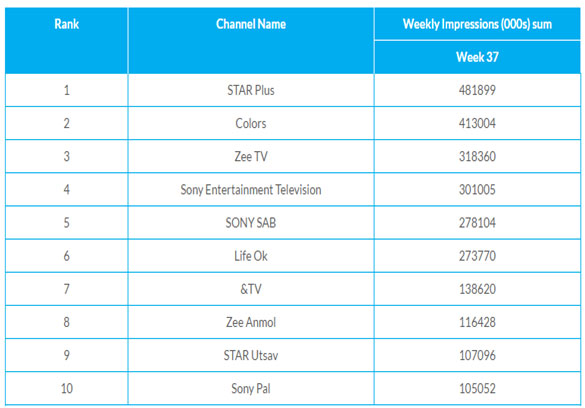 Rank Channel Name Weekly Impressions (000s) sum
Week 37
1 STAR Plus 481899
2 Colors 413004
3 Zee TV 318360
4 Sony Entertainment Television 301005
5 SONY SAB 278104
6 Life Ok 273770
7 &TV 138620
8 Zee Anmol 116428
9 STAR Utsav 107096
10 Sony Pal 105052